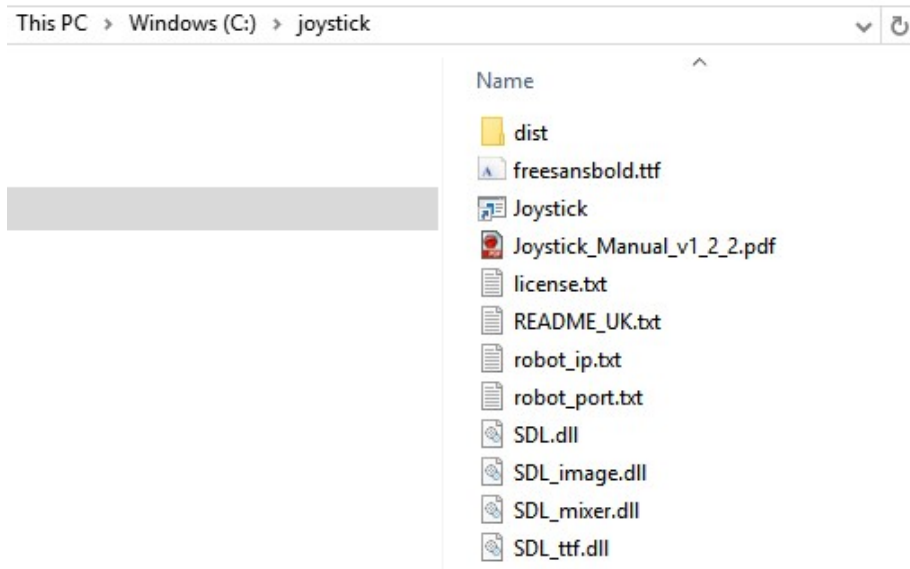 This PC > Windows (C:) > joystick
Name
dist
freesansbold.ttf
Joystick
Joystick_Manual_v1_2_2.pdf
license.txt
README_UK.txt
robot_ip.txt
robot_port.txt
SDL.dll
SDL_image.dll
SDL_mixer.dll
SDL_ttf.dll